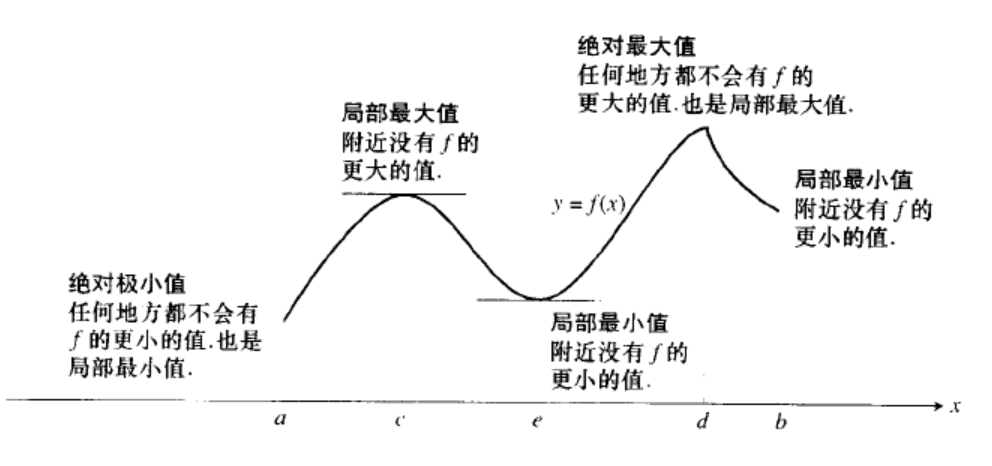 绝对最大值
任何地方都不会有 f 的
更大的值.也是局部最大值.
局部最大值
附近没有 f 的
更大的值.
局部最小值
附近没有 f 的
更小的值.
y = f(x)
绝对极小值
任何地方都不会有
f 的更小的值.也是
局部最小值.
局部最小值
附近没有 f 的
更小的值.
a c e d b x